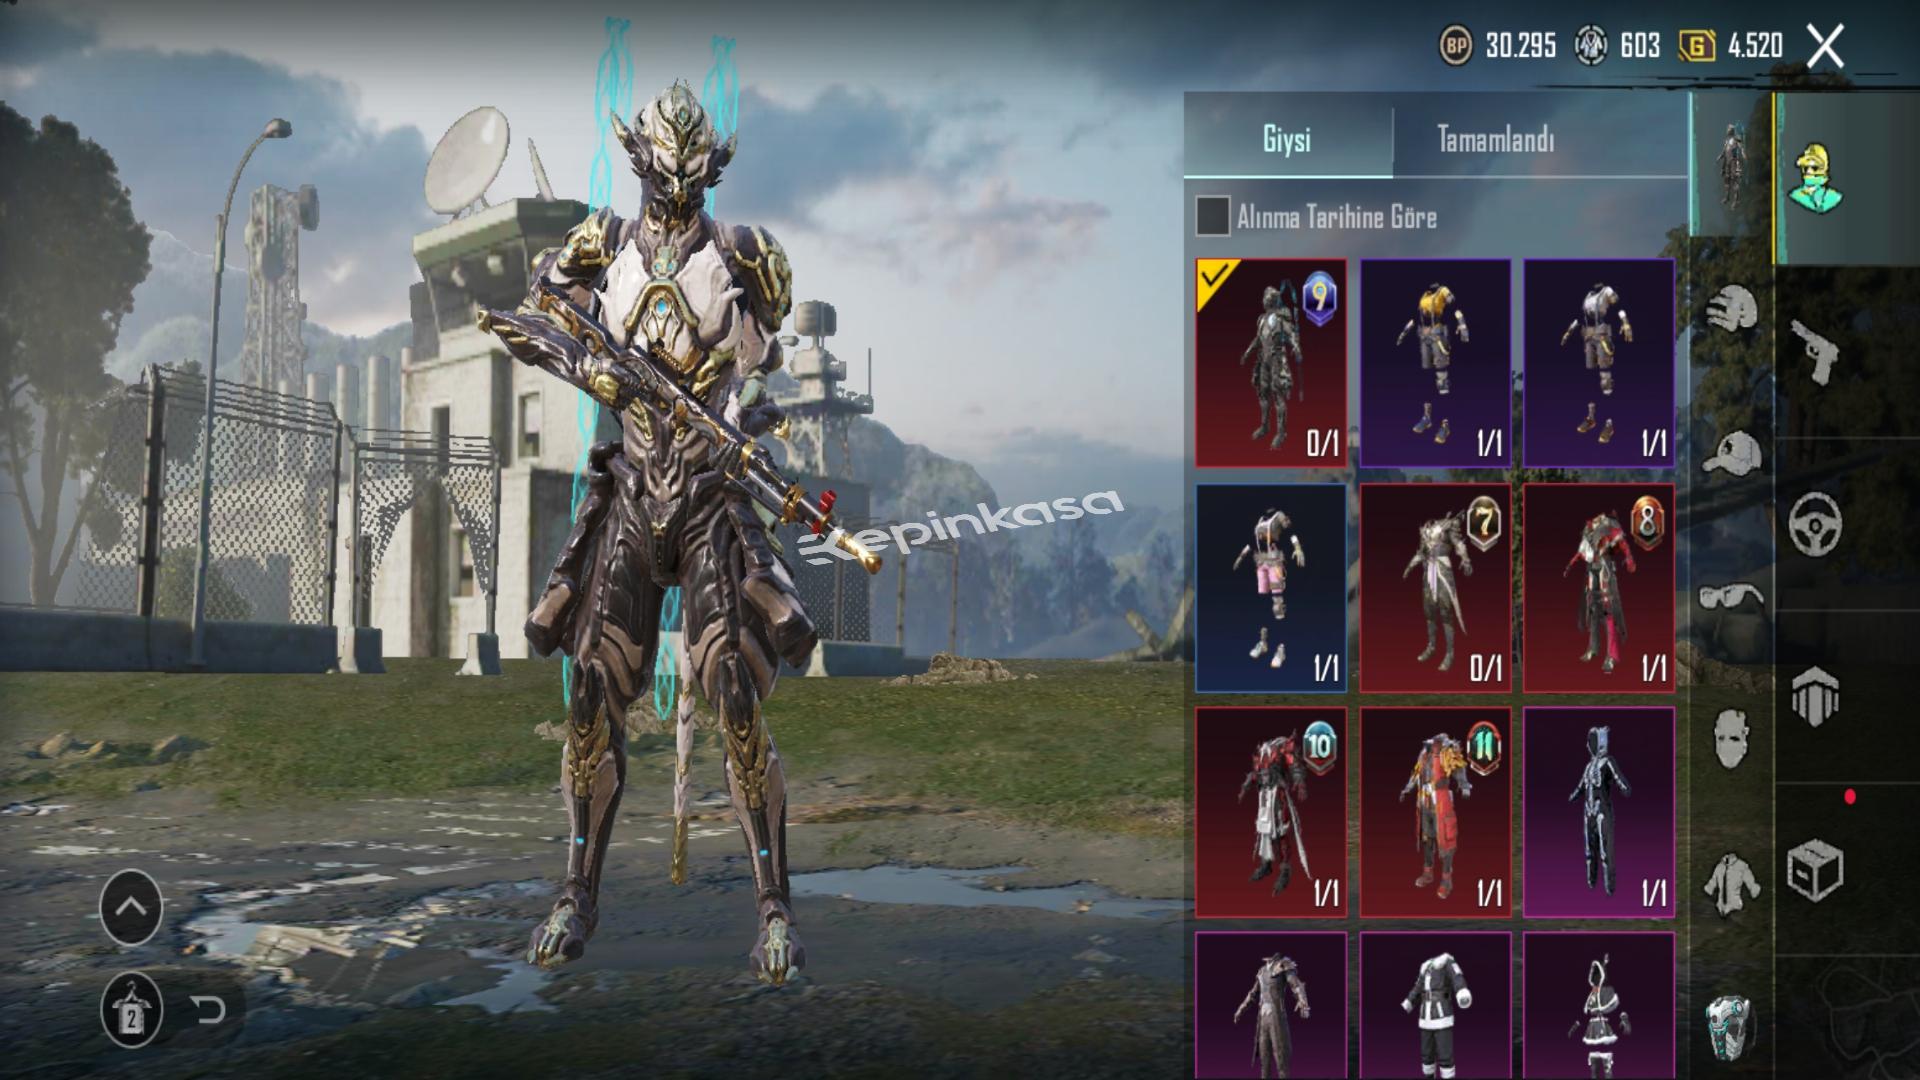 BP 30.295 603 G 4.520
Giysi Tamamlandı
Alınma Tarihine Göre
9 0/1 1/1 1/1
epinkasa
7 8
1/1 0/1 1/1
10 11
1/1 1/1 1/1
2